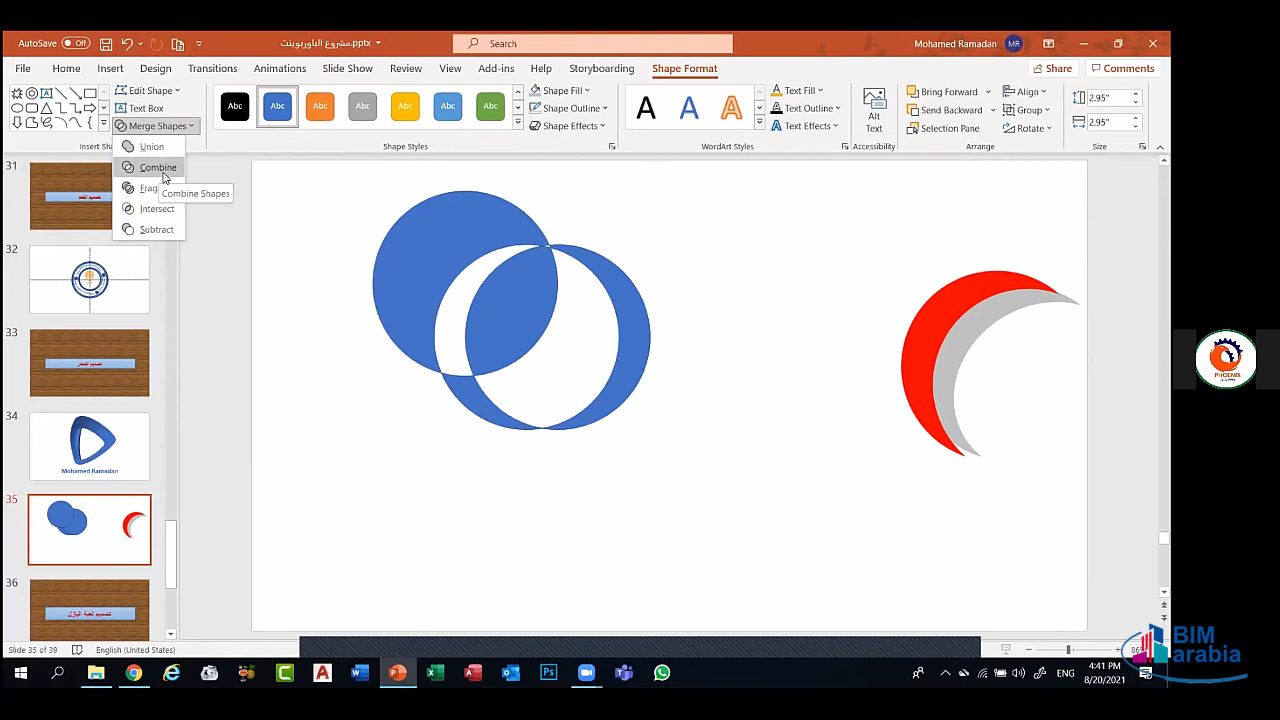 AutoSave Off
مشروع الباوربوينت.pptx
Search
Mohamed Ramadan MR
File Home Insert Design Transitions Animations Slide Show Review View Add-ins Help Storyboarding Shape Format
Share Comments
Edit Shape
Text Box
Merge Shapes
Abc Abc Abc Abc Abc Abc Abc
Shape Fill
Shape Outline
Shape Effects
A A A
Text Fill
Text Outline
Text Effects
Alt
Text
Bring Forward
Send Backward
Selection Pane
Align
Group
Rotate
2.95"
2.95"
Insert Sha
Shape Styles
WordArt Styles
Accessibility
Arrange
Size
Union
Combine
Frag
Combine Shapes
Intersect
Subtract
31
32
33
34
Mohamed Ramadan
35
36
PHOENIX
Slide 35 of 39
English (United States)
BIM
arabia
ENG
4:41 PM
8/20/2021